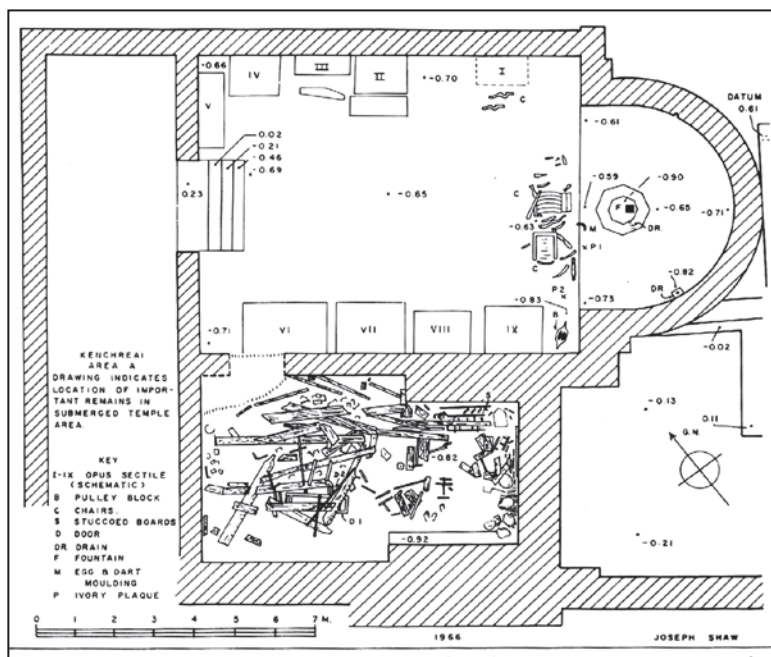 -0.66
IV
III
II
-0.70
I
C
V
DATUM
0.61
0.02
-0.21
-0.46
-0.69
-0.61
0.23
-0.65
C
-0.59
-0.90
F
-0.65
-0.71
-0.63
M
DR.
P1
C
-0.82
DR
P2
-0.83
-0.73
B
-0.71
VI
VII
VIII
IX
-0.02
KENCHREAI
AREA A
DRAWING INDICATES
LOCATION OF IMPOR-
TANT REMAINS IN
SUBMERGED TEMPLE
AREA.
S
-0.13
0.11
G.N.
-0.82
D2
D1
-0.92
-0.21
KEY
I-IX OPUS SECTILE
(SCHEMATIC)
B PULLEY BLOCK
C CHAIRS.
S STUCCOED BOARDS
D DOOR
DR. DRAIN
F FOUNTAIN
M EGG & DART
MOULDING
P IVORY PLAQUE
0 1 2 3 4 5 6 7 M.
1966
JOSEPH SHAW